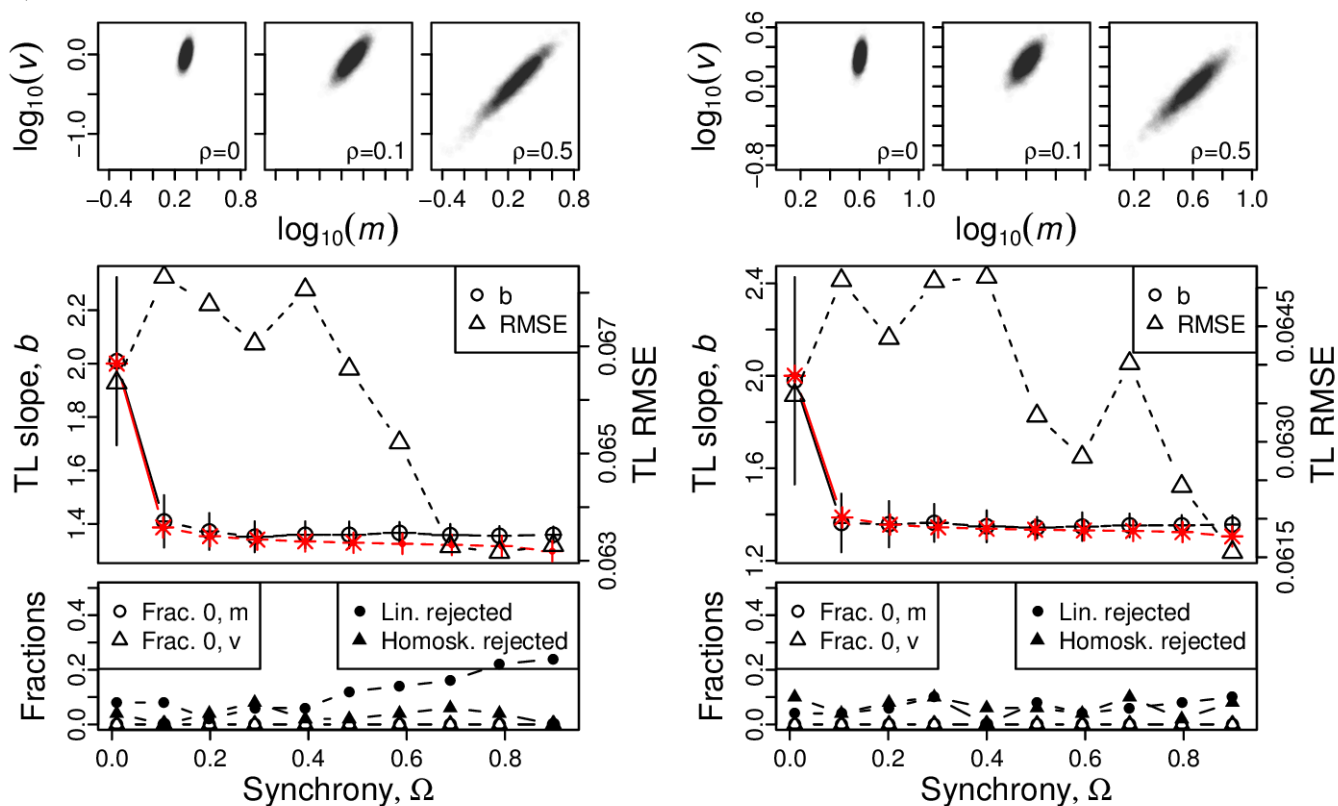 log₁₀(v)
0.0
−1.0
ρ=0
ρ=0.1
ρ=0.5
−0.4
0.2
0.8
−0.4
0.2
0.8
log₁₀(m)
log₁₀(v)
0.6
0.0
−0.8
ρ=0
ρ=0.1
ρ=0.5
0.2
0.6
1.0
0.2
0.6
1.0
log₁₀(m)
TL slope, b
2.2
2.0
1.8
1.6
1.4
b
RMSE
0.067
0.065
0.063
TL RMSE
TL slope, b
2.4
2.0
1.6
1.2
b
RMSE
0.0645
0.0630
0.0615
TL RMSE
Fractions
0.4
0.2
0.0
Frac. 0, m
Frac. 0, v
Lin. rejected
Homosk. rejected
0.0
0.2
0.4
0.6
0.8
Synchrony, Ω
Fractions
0.4
0.2
0.0
Frac. 0, m
Frac. 0, v
Lin. rejected
Homosk. rejected
0.0
0.2
0.4
0.6
0.8
Synchrony, Ω